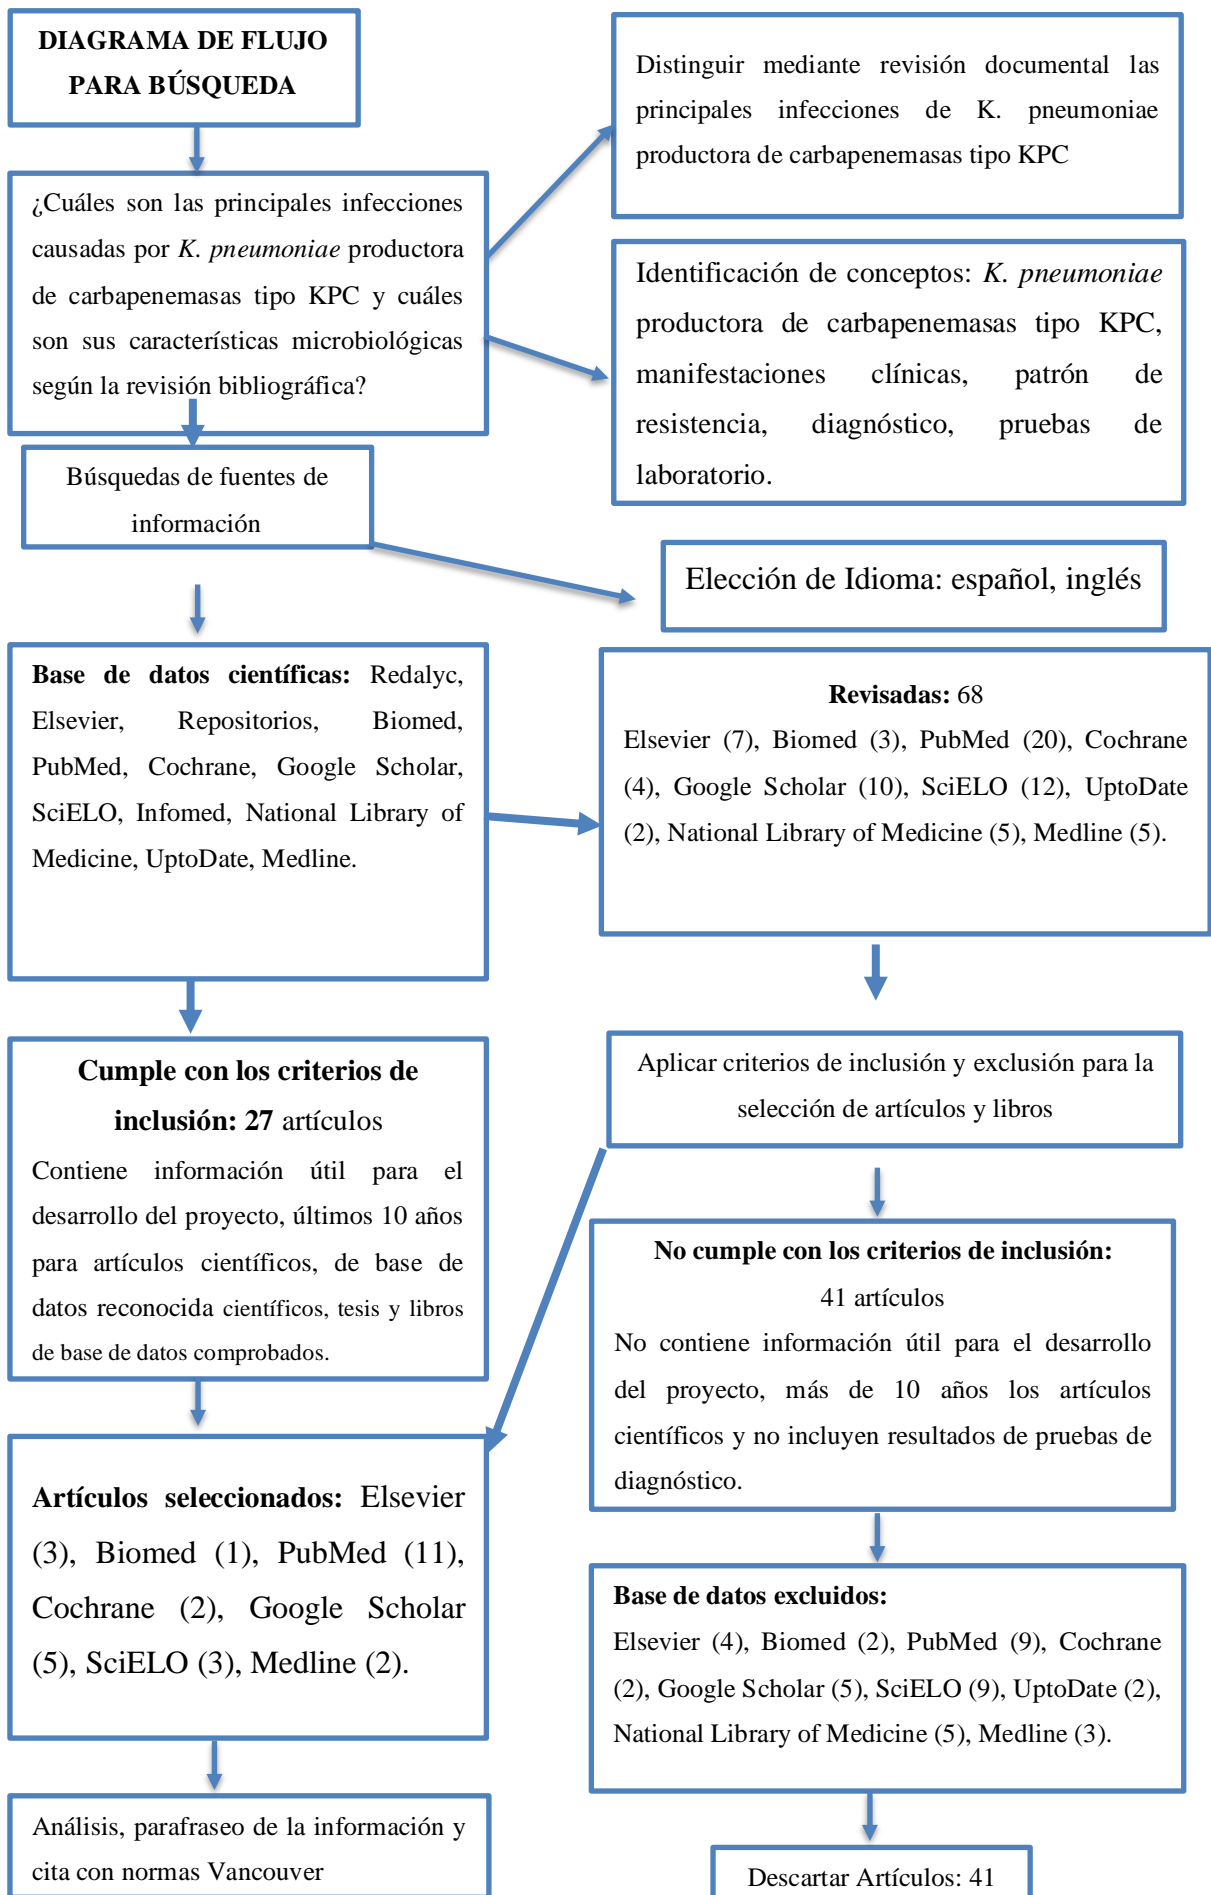 DIAGRAMA DE FLUJO
PARA BÚSQUEDA
Distinguir mediante revisión documental las
principales infecciones de K. pneumoniae
productora de carbapenemasas tipo KPC
¿Cuáles son las principales infecciones
causadas por K. pneumoniae productora
de carbapenemasas tipo KPC y cuáles
son sus características microbiológicas
según la revisión bibliográfica?
Identificación de conceptos: K. pneumoniae
productora de carbapenemasas tipo KPC,
manifestaciones clínicas, patrón de
resistencia, diagnóstico, pruebas de
laboratorio.
Búsquedas de fuentes de
información
Elección de Idioma: español, inglés
Base de datos científicas: Redalyc,
Elsevier, Repositorios, Biomed,
PubMed, Cochrane, Google Scholar,
SciELO, Infomed, National Library of
Medicine, UptoDate, Medline.
Revisadas: 68
Elsevier (7), Biomed (3), PubMed (20), Cochrane
(4), Google Scholar (10), SciELO (12), UptoDate
(2), National Library of Medicine (5), Medline (5).
Cumple con los criterios de
inclusión: 27 artículos
Contiene información útil para el
desarrollo del proyecto, últimos 10 años
para artículos científicos, de base de
datos reconocida científicos, tesis y libros
de base de datos comprobados.
Aplicar criterios de inclusión y exclusión para la
selección de artículos y libros
No cumple con los criterios de inclusión:
41 artículos
No contiene información útil para el desarrollo
del proyecto, más de 10 años los artículos
científicos y no incluyen resultados de pruebas de
diagnóstico.
Artículos seleccionados: Elsevier
(3), Biomed (1), PubMed (11),
Cochrane (2), Google Scholar
(5), SciELO (3), Medline (2).
Base de datos excluidos:
Elsevier (4), Biomed (2), PubMed (9), Cochrane
(2), Google Scholar (5), SciELO (9), UptoDate (2),
National Library of Medicine (5), Medline (3).
Análisis, parafraseo de la información y
cita con normas Vancouver
Descartar Artículos: 41